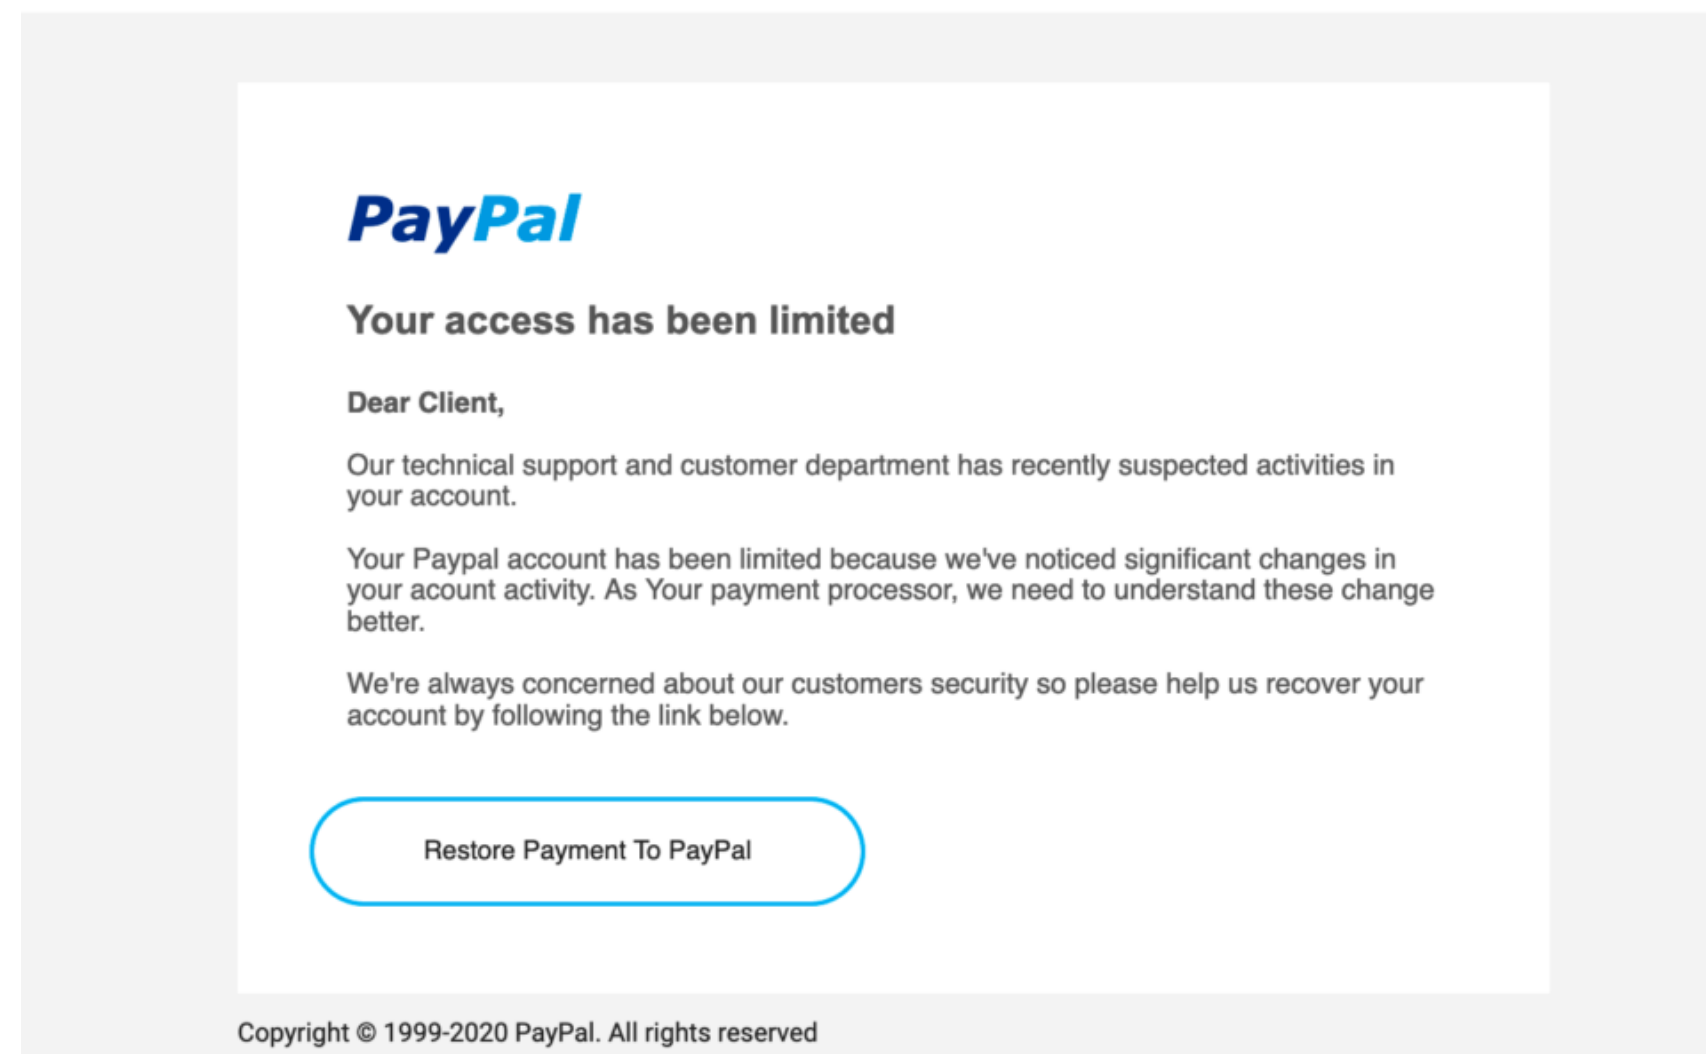 PayPal
Your access has been limited
Dear Client,
Our technical support and customer department has recently suspected activities in
your account.
Your Paypal account has been limited because we've noticed significant changes in
your acount activity. As Your payment processor, we need to understand these change
better.
We're always concerned about our customers security so please help us recover your
account by following the link below.
Restore Payment To PayPal
Copyright © 1999-2020 PayPal. All rights reserved